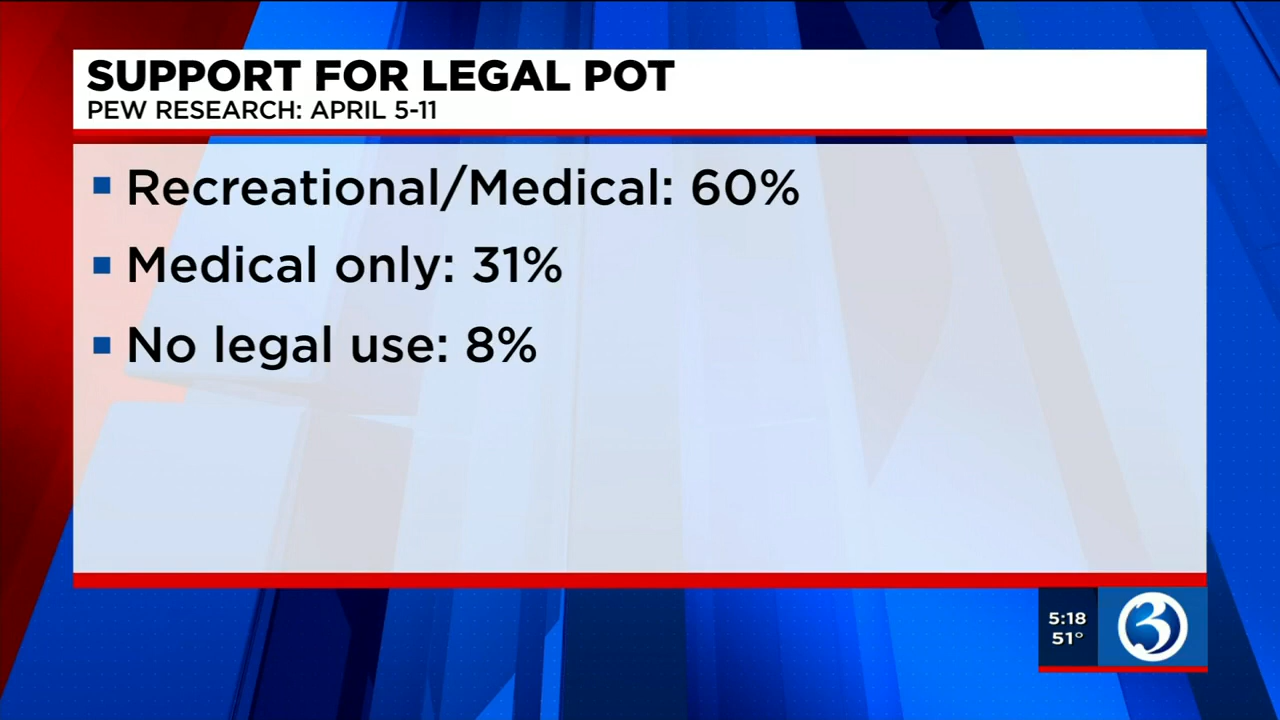 SUPPORT FOR LEGAL POT
PEW RESEARCH: APRIL 5-11
Recreational/Medical: 60%
Medical only: 31%
No legal use: 8%
5:18
51°
3